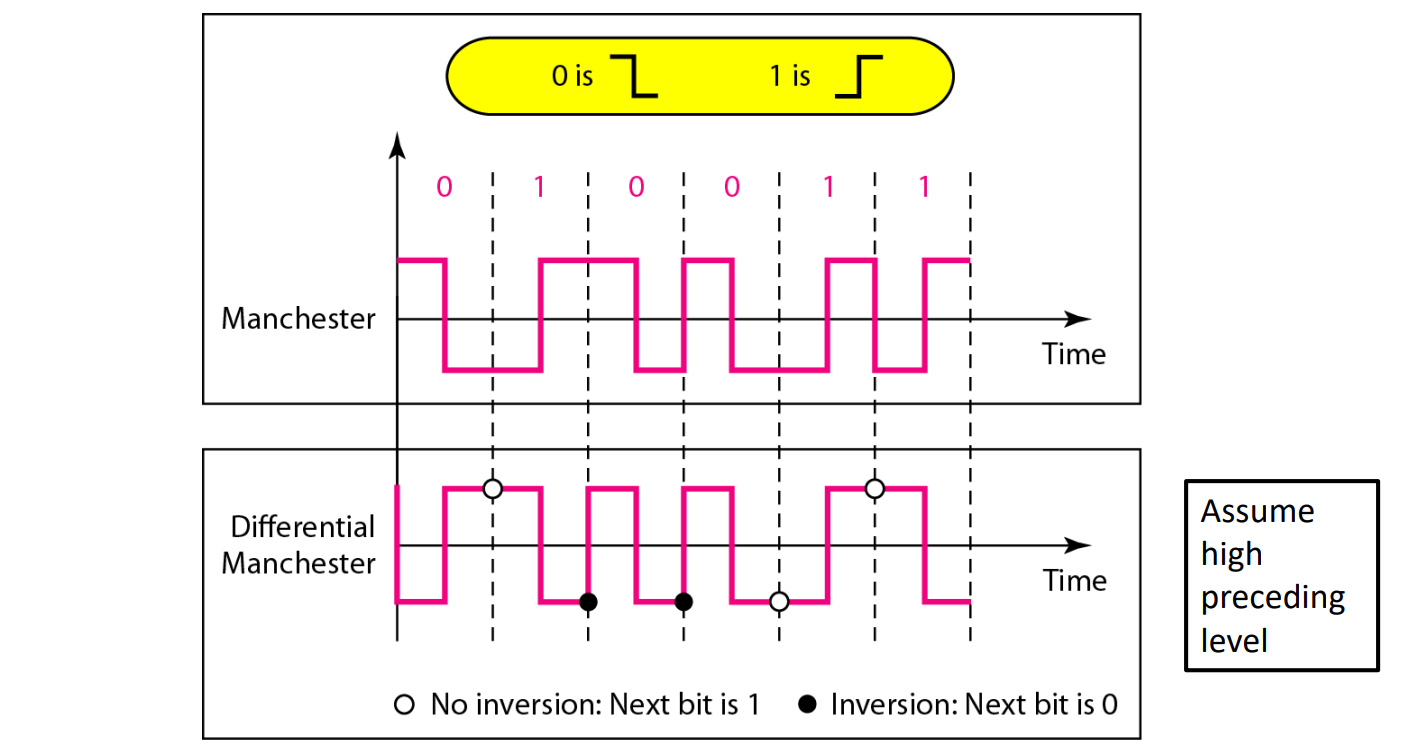 0 is 1 is
0 1 0 0 1 1
Manchester
Time
Differential
Manchester
Time
No inversion: Next bit is 1 Inversion: Next bit is 0
Assume
high
preceding
level